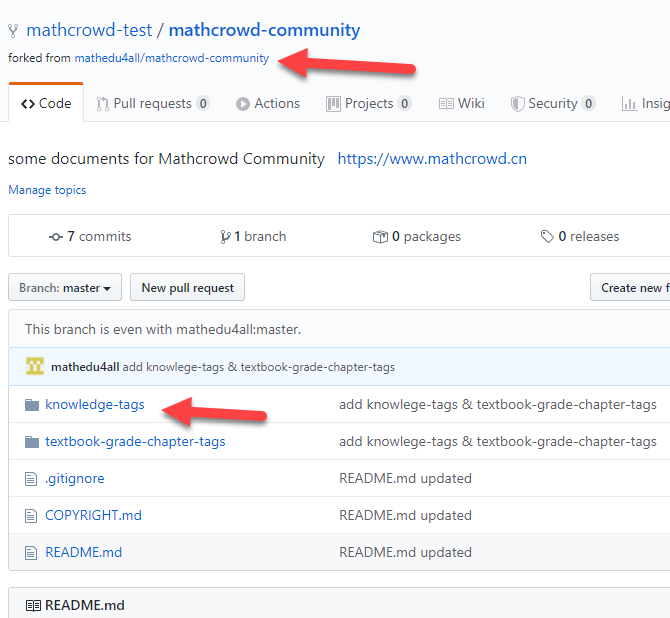 mathcrowd-test / mathcrowd-community
forked from mathedu4all/mathcrowd-community
Code Pull requests 0 Actions Projects 0 Wiki Security 0 Insig
some documents for Mathcrowd Community https://www.mathcrowd.cn
Manage topics
7 commits 1 branch 0 packages 0 releases
Branch: master New pull request Create new f
This branch is even with mathedu4all:master.
mathedu4all add knowlege-tags & textbook-grade-chapter-tags
knowledge-tags add knowlege-tags & textbook-grade-chapter-tags
textbook-grade-chapter-tags add knowlege-tags & textbook-grade-chapter-tags
.gitignore README.md updated
COPYRIGHT.md README.md updated
README.md README.md updated
README.md